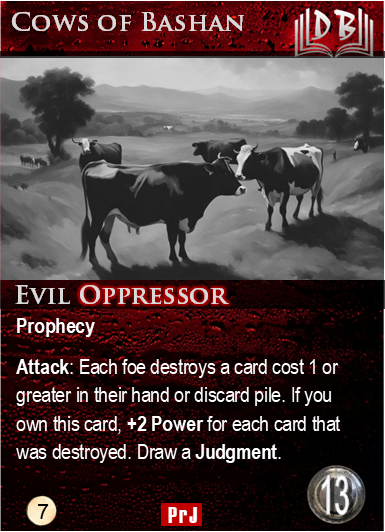 Cows of Bashan
DB
Evil Oppressor
Prophecy
Attack: Each foe destroys a card cost 1 or
greater in their hand or discard pile. If you
own this card, +2 Power for each card that
was destroyed. Draw a Judgment.
7
PrJ
13